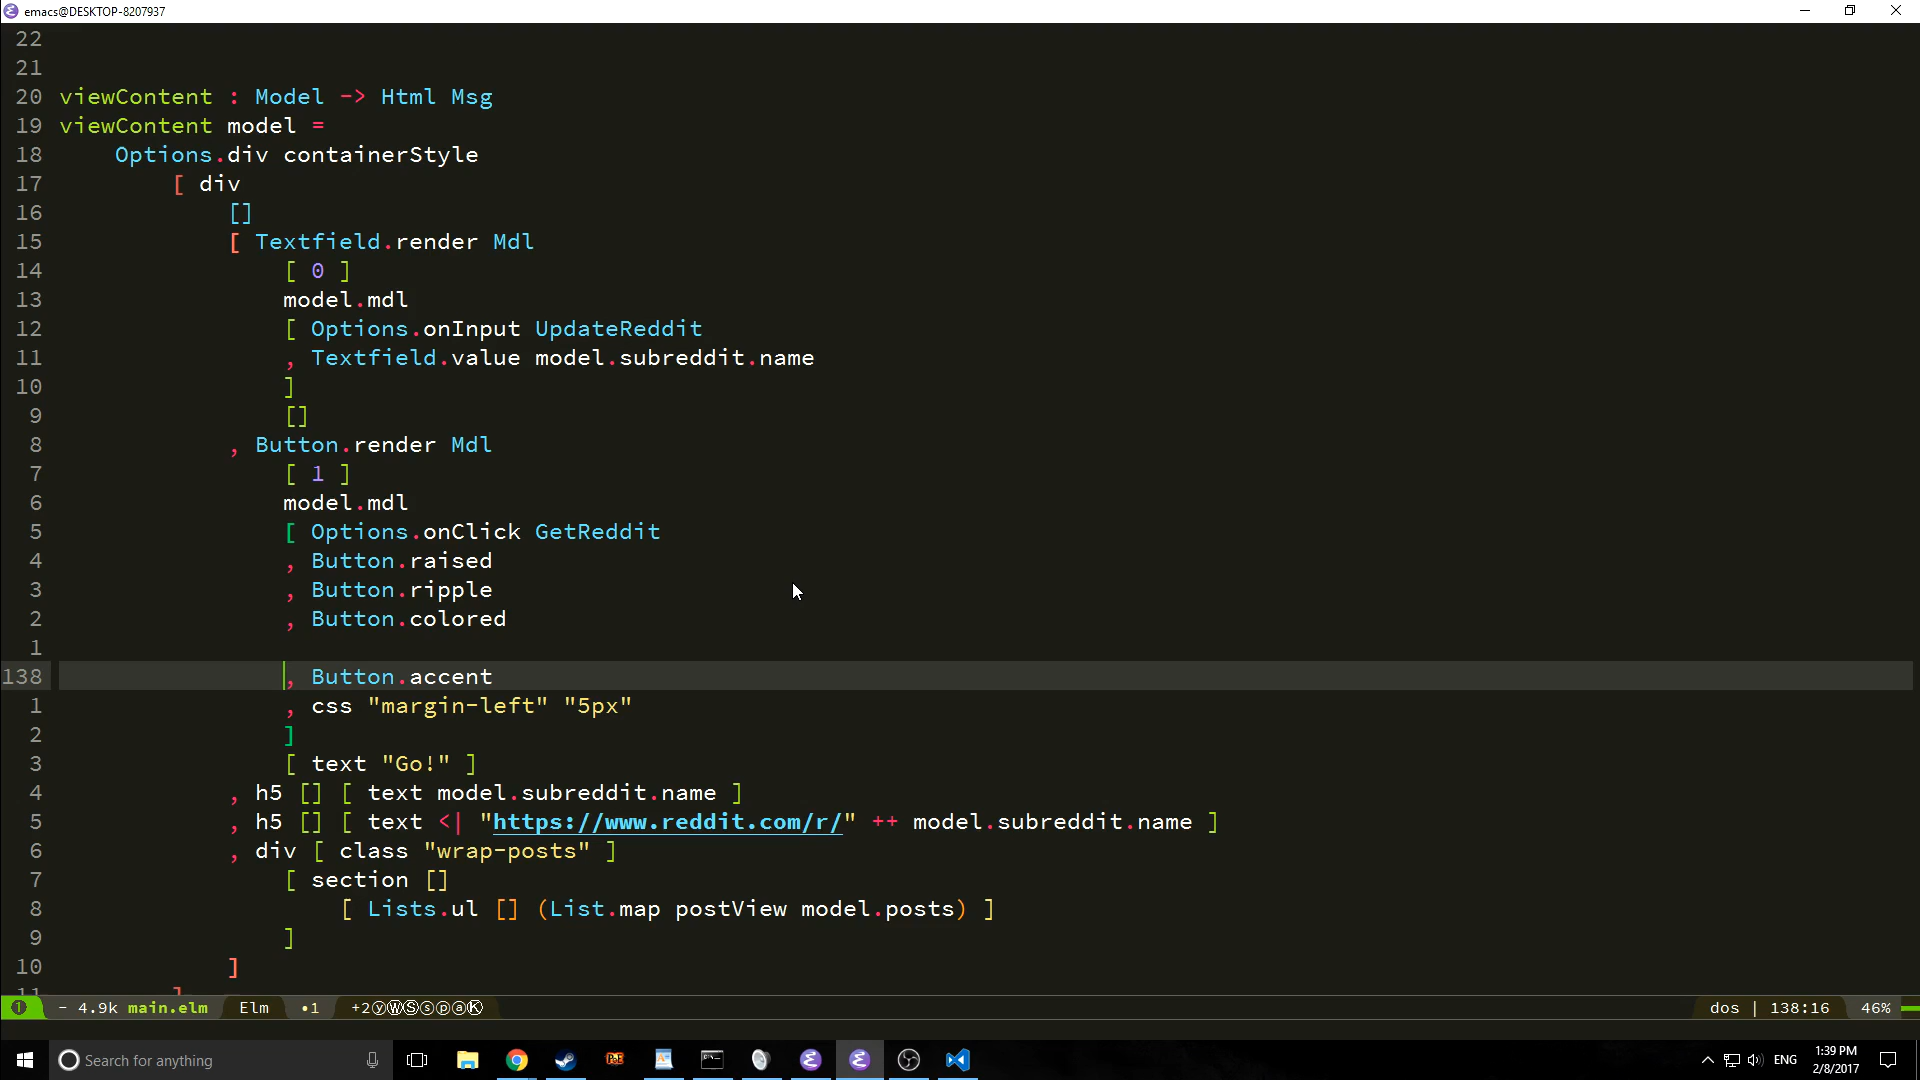 emacs@DESKTOP-8207937
22
21
20 viewContent : Model -> Html Msg
19 viewContent model =
18     Options.div containerStyle
17         [ div
16             []
15             [ Textfield.render Mdl
14                 [ 0 ]
13                 model.mdl
12                 [ Options.onInput UpdateReddit
11                 , Textfield.value model.subreddit.name
10                 ]
9                 []
8             , Button.render Mdl
7                 [ 1 ]
6                 model.mdl
5                 [ Options.onClick GetReddit
4                 , Button.raised
3                 , Button.ripple
2                 , Button.colored
1
138                 , Button.accent
1                 , css "margin-left" "5px"
2                 ]
3                 [ text "Go!" ]
4             , h5 [] [ text model.subreddit.name ]
5             , h5 [] [ text <| "https://www.reddit.com/r/" ++ model.subreddit.name ]
6             , div [ class "wrap-posts" ]
7                 [ section []
8                     [ Lists.ul [] (List.map postView model.posts) ]
9                 ]
10             ]
11         ]
❶ - 4.9k main.elm Elm •1 +2ⓨⓌⓈⓢⓟⓐⓀ dos | 138:16 46%
Search for anything ENG 1:39 PM
2/8/2017